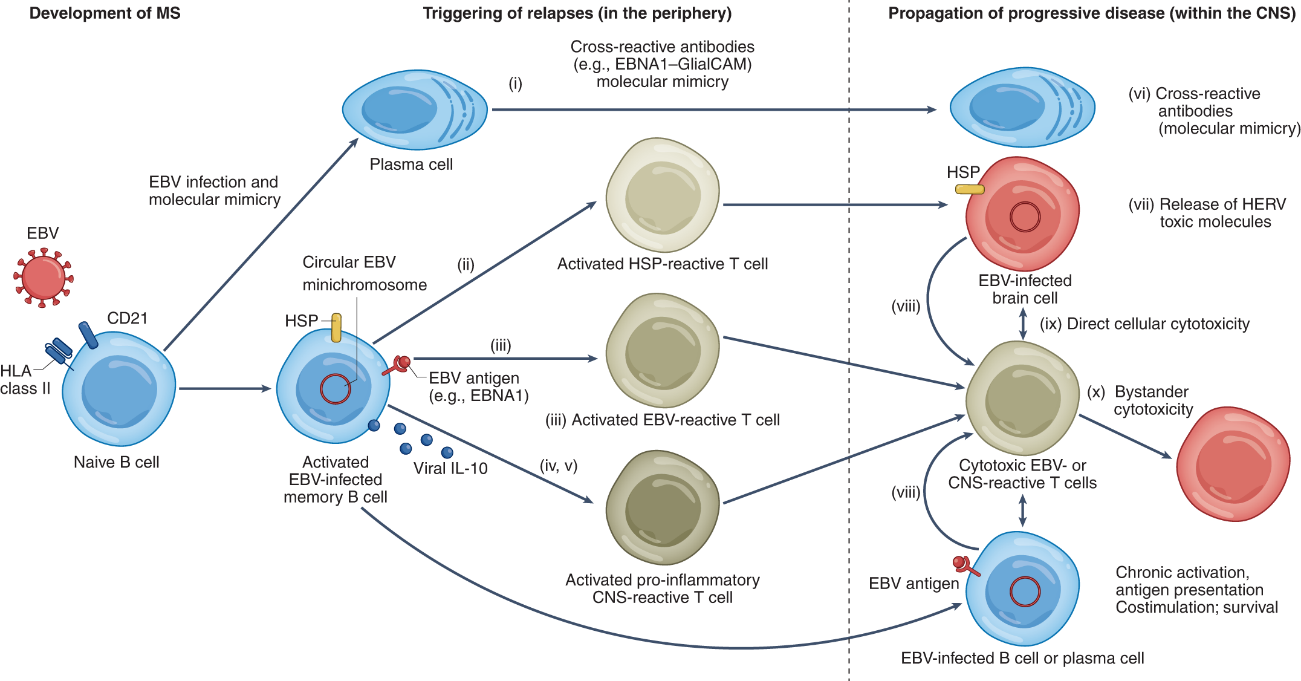 Development of MS
Triggering of relapses (in the periphery)
Propagation of progressive disease (within the CNS)
Cross-reactive antibodies
(e.g., EBNA1–GlialCAM)
molecular mimicry
(i)
Plasma cell
(vi) Cross-reactive
antibodies
(molecular mimicry)
EBV infection and
molecular mimicry
HSP
(vii) Release of HERV
toxic molecules
EBV
Circular EBV
minichromosome
(ii)
Activated HSP-reactive T cell
EBV-infected
brain cell
(viii)
CD21
HSP
(ix) Direct cellular cytotoxicity
HLA
class II
(iii)
EBV antigen
(e.g., EBNA1)
(iii) Activated EBV-reactive T cell
(x) Bystander
cytotoxicity
Naive B cell
Activated
EBV-infected
memory B cell
Viral IL-10
(iv, v)
Cytotoxic EBV- or
CNS-reactive T cells
(viii)
Activated pro-inflammatory
CNS-reactive T cell
EBV antigen
Chronic activation,
antigen presentation
Costimulation; survival
EBV-infected B cell or plasma cell